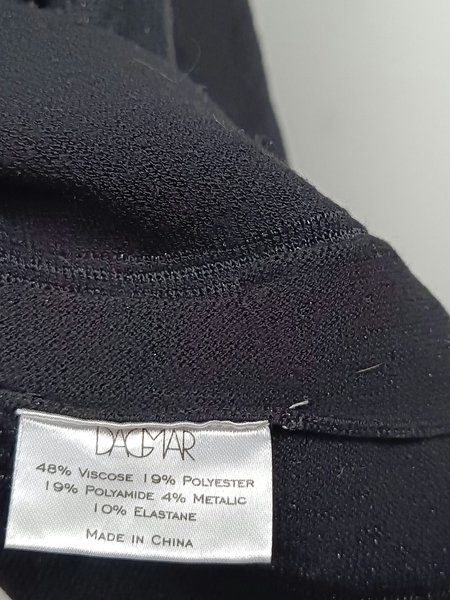 DAGMAR
48% VISCOSE 19% POLYESTER
19% POLYAMIDE 4% METALIC
10% ELASTANE
MADE IN CHINA